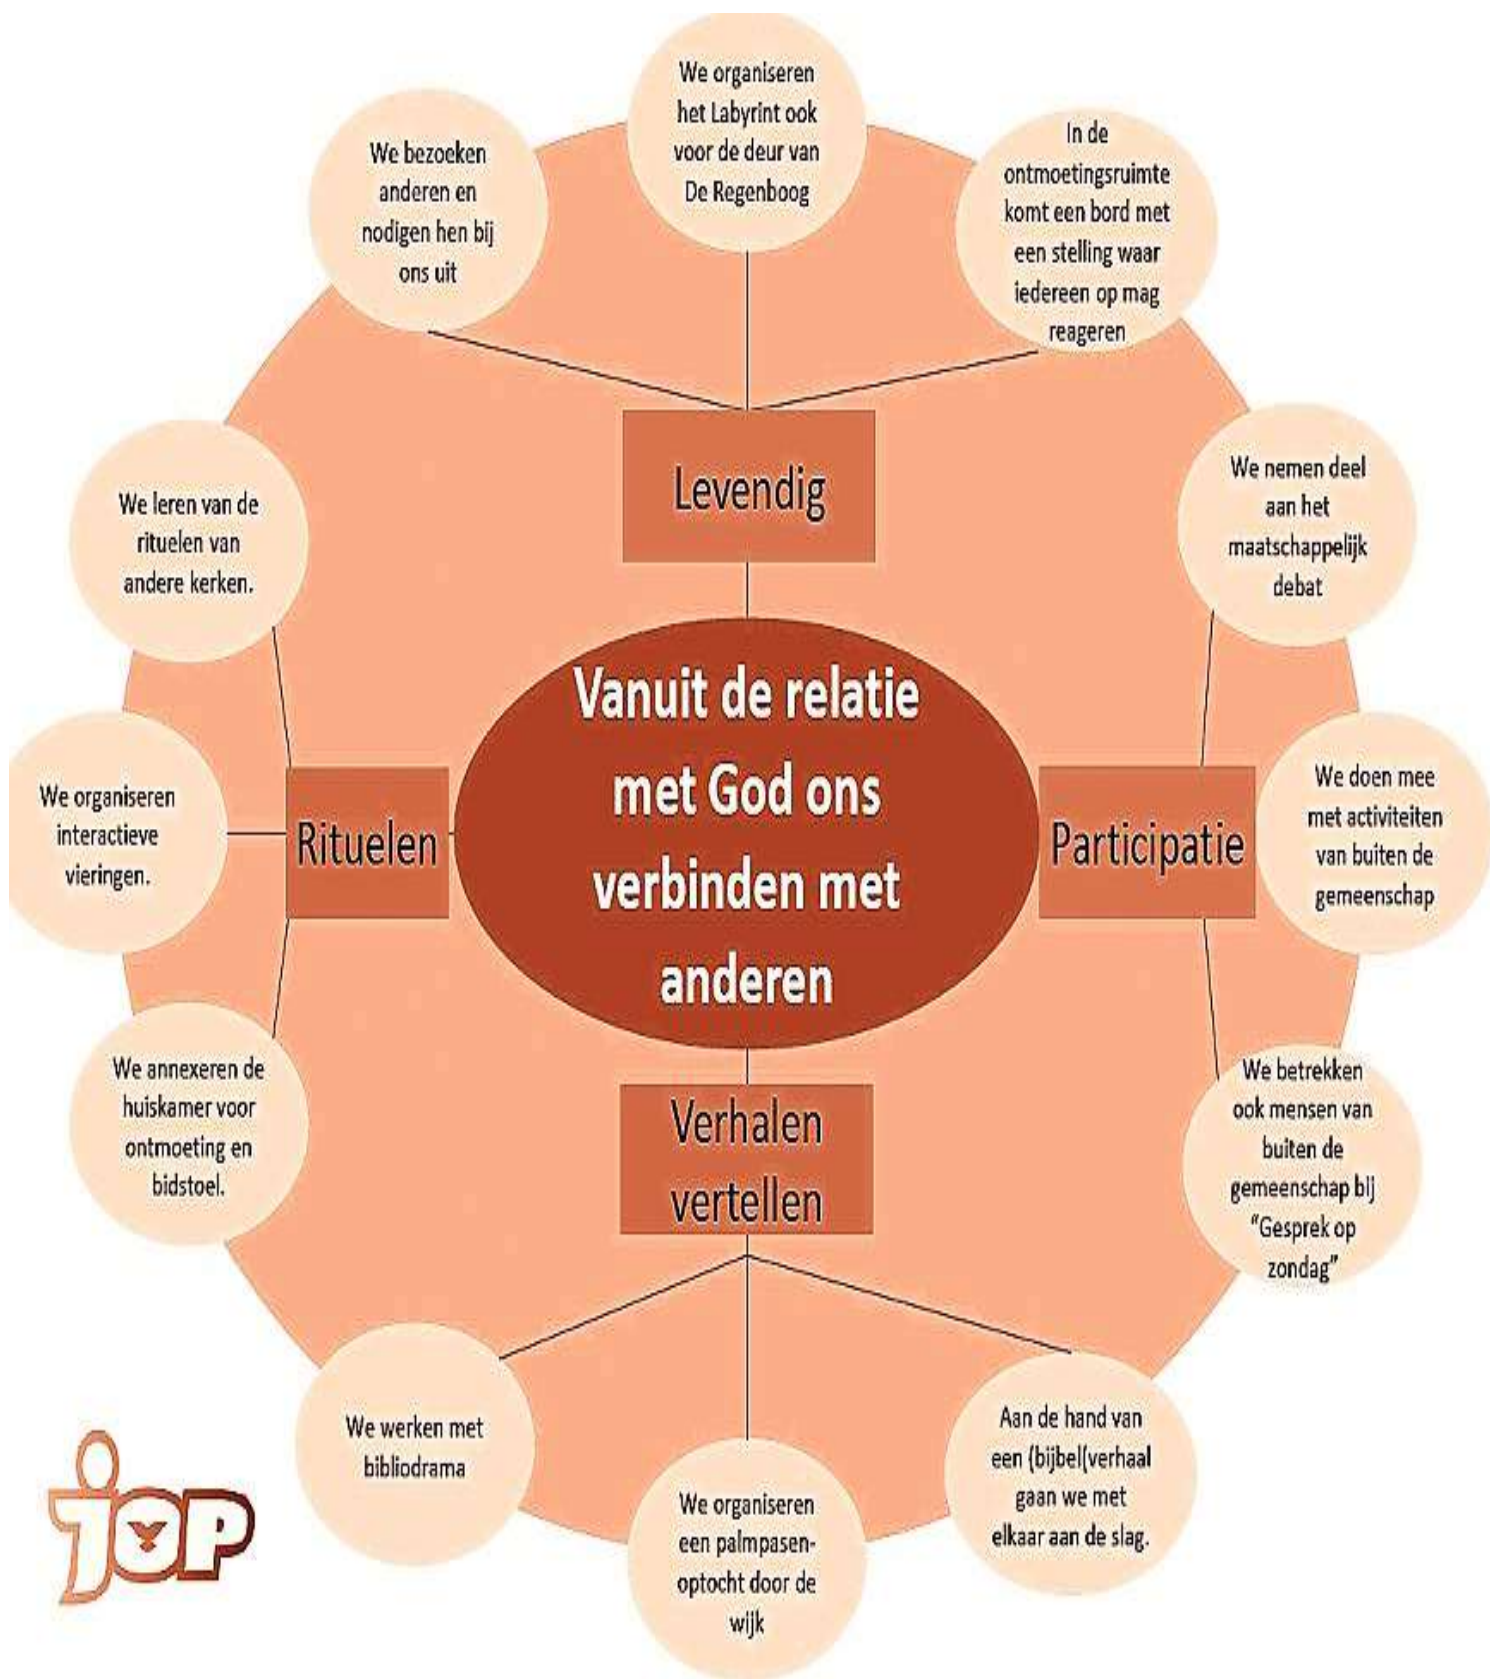 We organiseren
het Labyrint ook
voor de deur van
De Regenboog
We bezoeken
anderen en
nodigen hen bij
ons uit
In de
ontmoetingsruimte
komt een bord met
een stelling waar
iedereen op mag
reageren
Levendig
We leren van de
rituelen van
andere kerken.
We nemen deel
aan het
maatschappelijk
debat
Vanuit de relatie
met God ons
verbinden met
anderen
We organiseren
interactieve
vieringen.
Rituelen
Participatie
We doen mee
met activiteiten
van buiten de
gemeenschap
We annexeren de
huiskamer voor
ontmoeting en
bidstoel.
Verhalen
vertellen
We betrekken
ook mensen van
buiten de
gemeenschap bij
“Gesprek op
zondag”
We werken met
bibliodrama
We organiseren
een palmpasen-
optocht door de
wijk
Aan de hand van
een (bijbel(verhaal
gaan we met
elkaar aan de slag.
jop